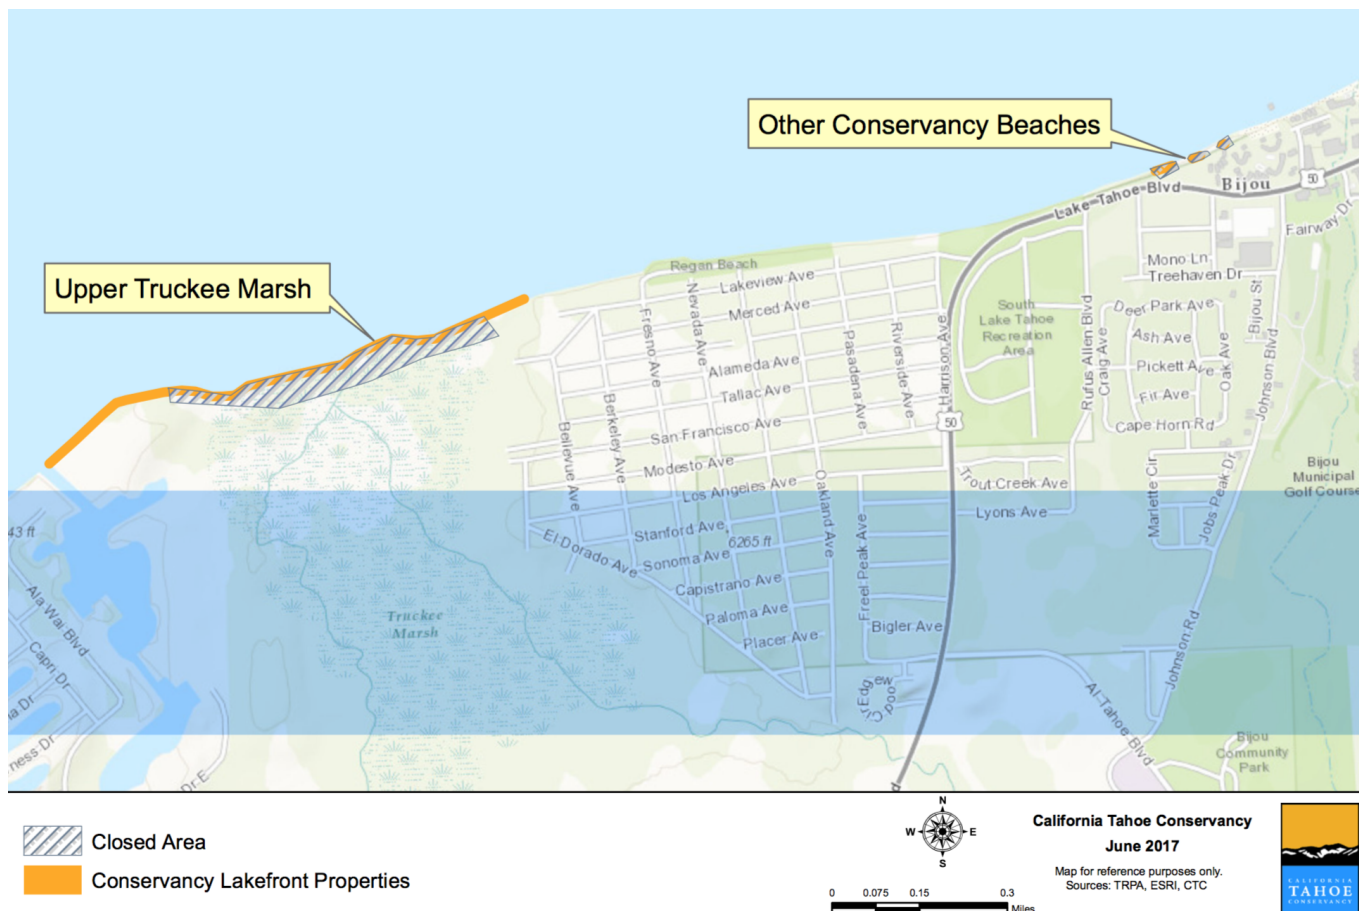 Other Conservancy Beaches
Upper Truckee Marsh
Bijou
50
Lake Tahoe Blvd
Fairway Dr
Regan Beach
Lakeview Ave
Merced Ave
Nevada Ave
Fresno Ave
Alameda Ave
Tallac Ave
San Francisco Ave
Modesto Ave
Los Angeles Ave
Berkeley Ave
Bellevue Ave
Pasadena Ave
Riverside Ave
Harrison Ave
50
South
Lake Tahoe
Recreation
Area
Rufus Allen Blvd
Craig Ave
Mono Ln
Treehaven Dr
Deer Park Ave
Ash Ave
Pickett Ave
Fir Ave
Cape Horn Rd
Oak Ave
Bijou St
Johnson Blvd
Bijou
Municipal
Golf Course
Trout Creek Ave
Lyons Ave
Marlette Cir
Jobs Peak Dr
Oakland Ave
Freel Peak Ave
El Dorado Ave
Stanford Ave
6265 ft
Sonoma Ave
Capistrano Ave
Paloma Ave
Placer Ave
Bigler Ave
Edgewood Cir
Johnson Rd
Al Tahoe Blvd
Bijou
Community
Park
43 ft
Ala Wai Blvd
Capri Dr
a Dr
ness Dr
Dr E
Truckee
Marsh
d
Closed Area
Conservancy Lakefront Properties
N
W
E
S
0 0.075 0.15 0.3
Miles
California Tahoe Conservancy
June 2017
Map for reference purposes only.
Sources: TRPA, ESRI, CTC
CALIFORNIA
TAHOE
CONSERVANCY